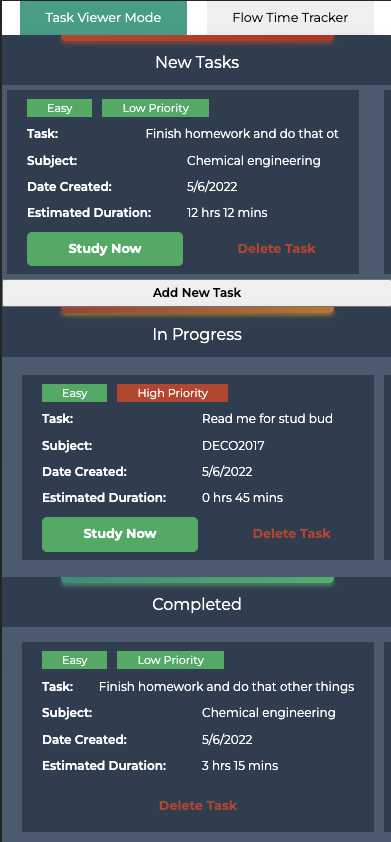 Task Viewer Mode Flow Time Tracker
New Tasks
Easy Low Priority
Task: Finish homework and do that ot
Subject: Chemical engineering
Date Created: 5/6/2022
Estimated Duration: 12 hrs 12 mins
Study Now Delete Task
Add New Task
In Progress
Easy High Priority
Task: Read me for stud bud
Subject: DECO2017
Date Created: 5/6/2022
Estimated Duration: 0 hrs 45 mins
Study Now Delete Task
Completed
Easy Low Priority
Task: Finish homework and do that other things
Subject: Chemical engineering
Date Created: 5/6/2022
Estimated Duration: 3 hrs 15 mins
Delete Task